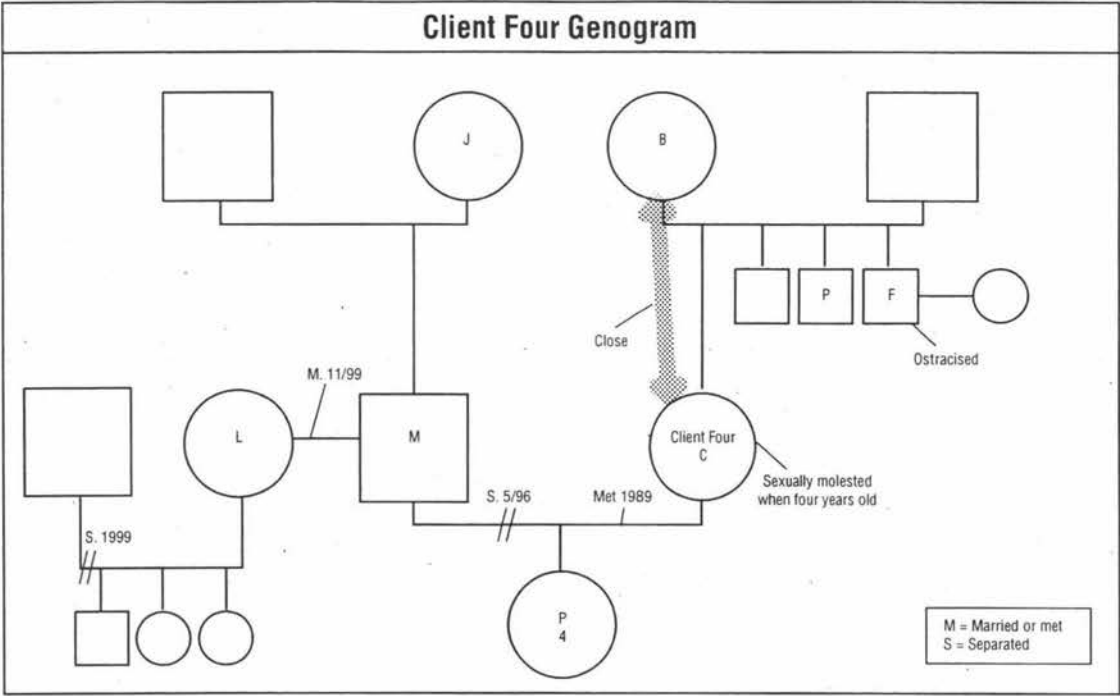 Client Four Genogram
J
B
P
F
Close
Ostracised
M. 11/99
L
M
Client Four
C
Sexually molested
when four years old
S. 5/96
Met 1989
S. 1999
P
4
M = Married or met
S = Separated